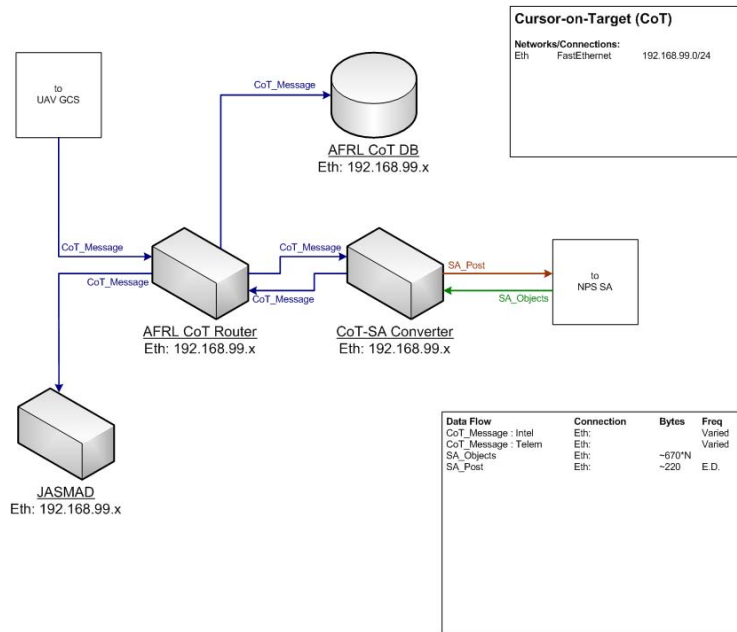 Cursor-on-Target (CoT)
Networks/Connections:
Eth FastEthernet 192.168.99.0/24
to
UAV GCS
CoT_Message
AFRL CoT DB
Eth: 192.168.99.x
CoT_Message
CoT_Message
CoT_Message
CoT_Message
AFRL CoT Router
Eth: 192.168.99.x
CoT-SA Converter
Eth: 192.168.99.x
SA_Post
SA_Objects
to
NPS SA
JASMAD
Eth: 192.168.99.x
Data Flow Connection Bytes Freq
CoT_Message : Intel Eth: Varied
CoT_Message : Telem Eth: Varied
SA_Objects Eth: ~670*N
SA_Post Eth: ~220 E.D.